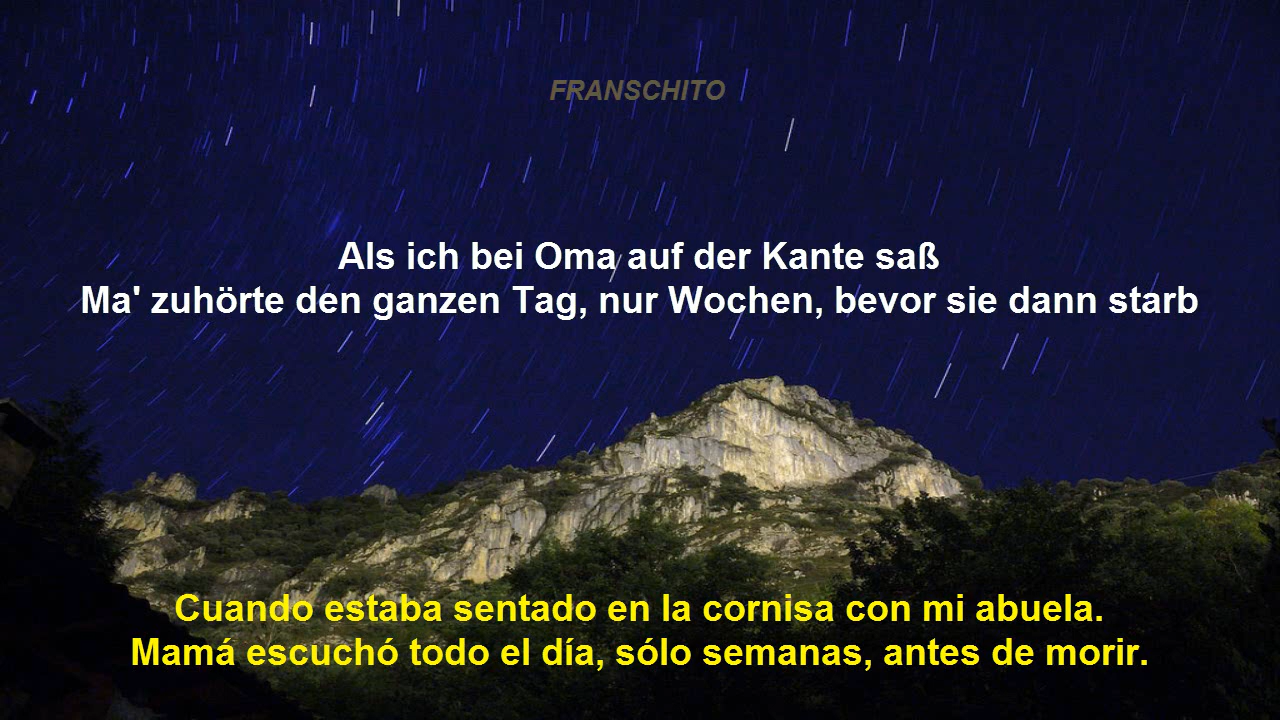 FRANSCHITO
Als ich bei Oma auf der Kante saß
Ma' zuhörte den ganzen Tag, nur Wochen, bevor sie dann starb
Cuando estaba sentado en la cornisa con mi abuela.
Mamá escuchó todo el día, sólo semanas, antes de morir.